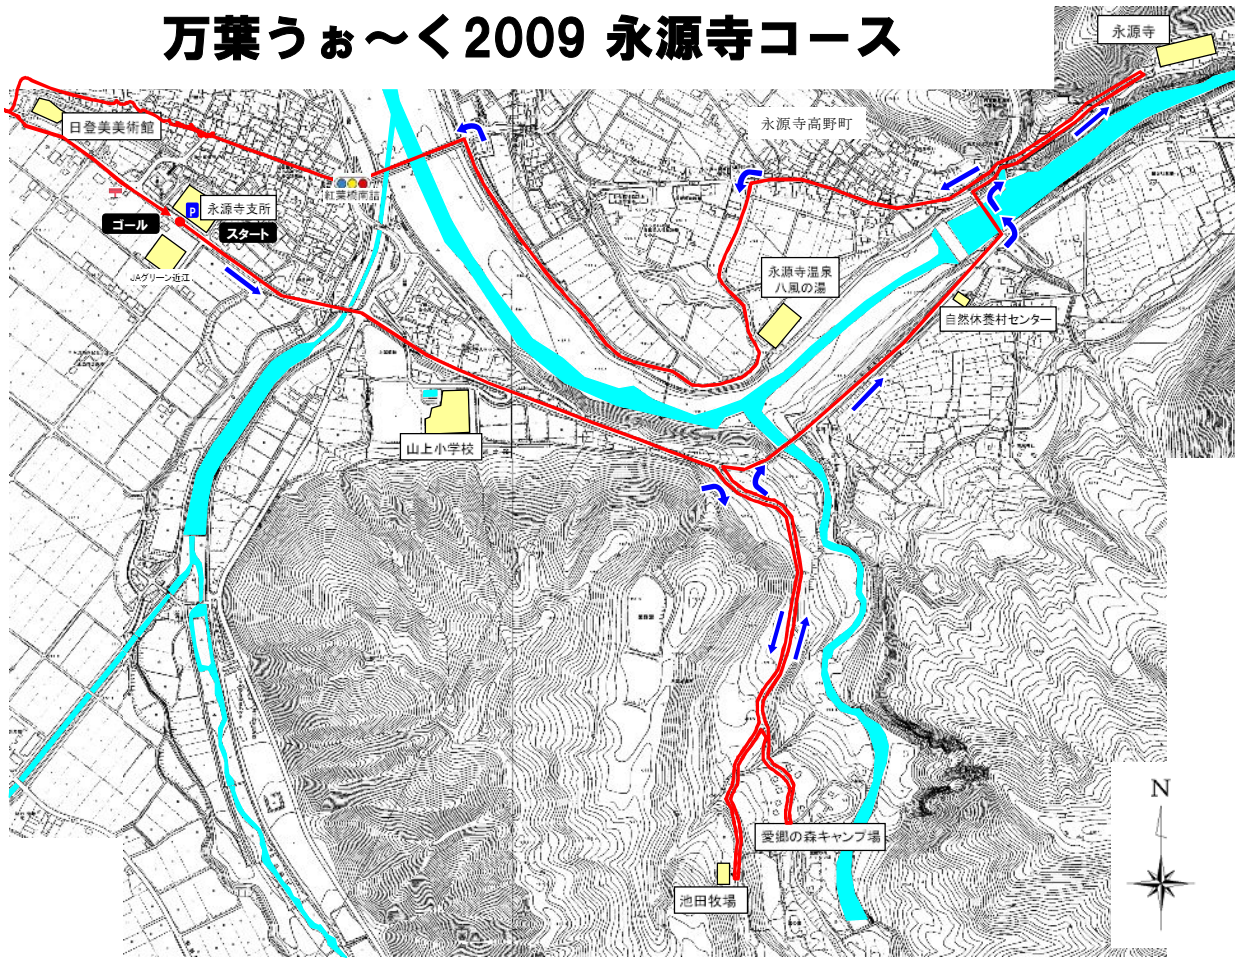 万葉うぉ～く2009 永源寺コース
永源寺
日登美美術館
永源寺高野町
紅葉橋南詰
P
永源寺支所
ゴール
スタート
JAグリーン近江
永源寺温泉
八風の湯
自然休養村センター
山上小学校
愛郷の森キャンプ場
池田牧場
N